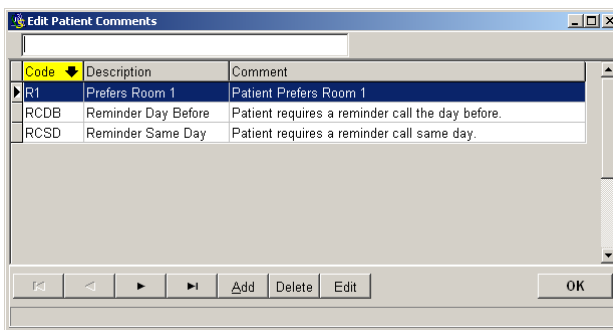 Edit Patient Comments
Code Description Comment
R1 Prefers Room 1 Patient Prefers Room 1
RCDB Reminder Day Before Patient requires a reminder call the day before.
RCSD Reminder Same Day Patient requires a reminder call same day.
Add Delete Edit OK